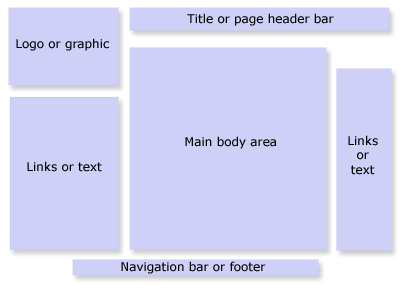 Title or page header bar
Logo or graphic
Main body area
Links or text
Links
or
text
Navigation bar or footer